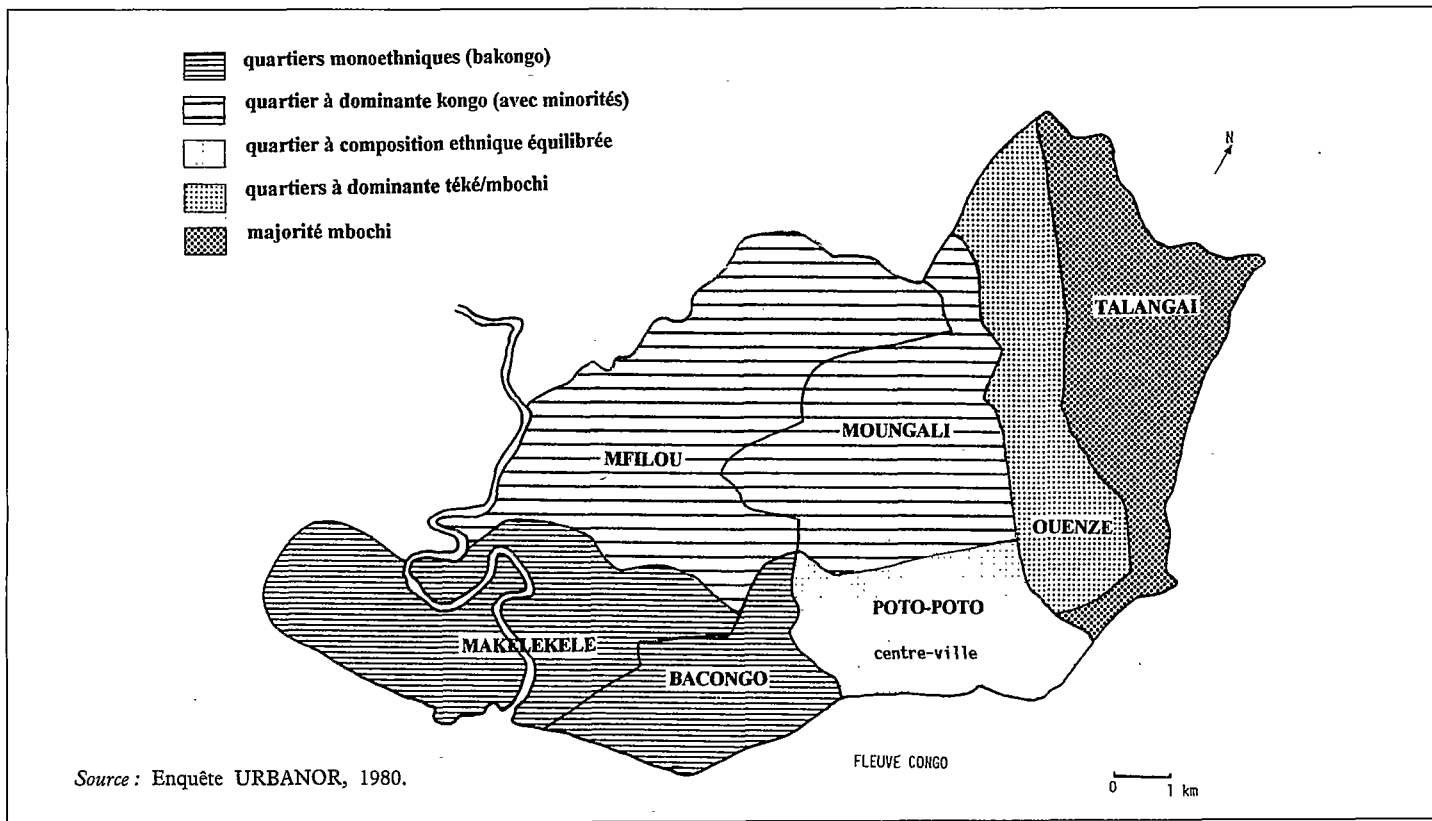 quartiers monoethniques (bakongo)
quartier à dominante kongo (avec minorités)
quartier à composition ethnique équilibrée
quartiers à dominante téké/mbochi
majorité mbochi
N
TALANGAI
MOUNGALI
MFILOU
OUENZE
POTO-POTO
centre-ville
MAKELEKELE
BACONGO
FLEUVE CONGO
Source : Enquête URBANOR, 1980.
0 1 km